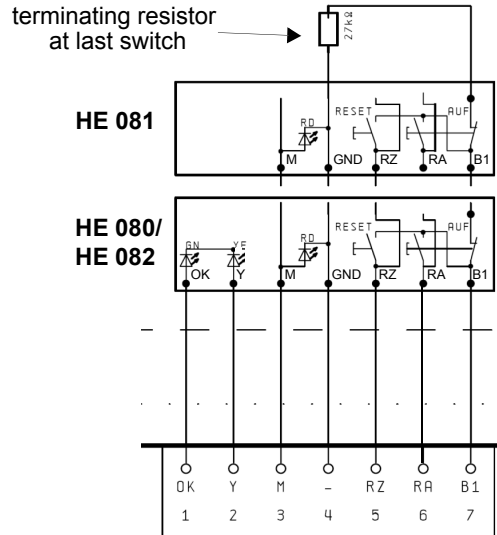 terminating resistor
at last switch
27kΩ
HE 081
RESET
AUF
RD
M GND RZ RA B1
HE 080/
HE 082
RESET
AUF
GN YE RD
OK Y M GND RZ RA B1
OK Y M - RZ RA B1
1 2 3 4 5 6 7